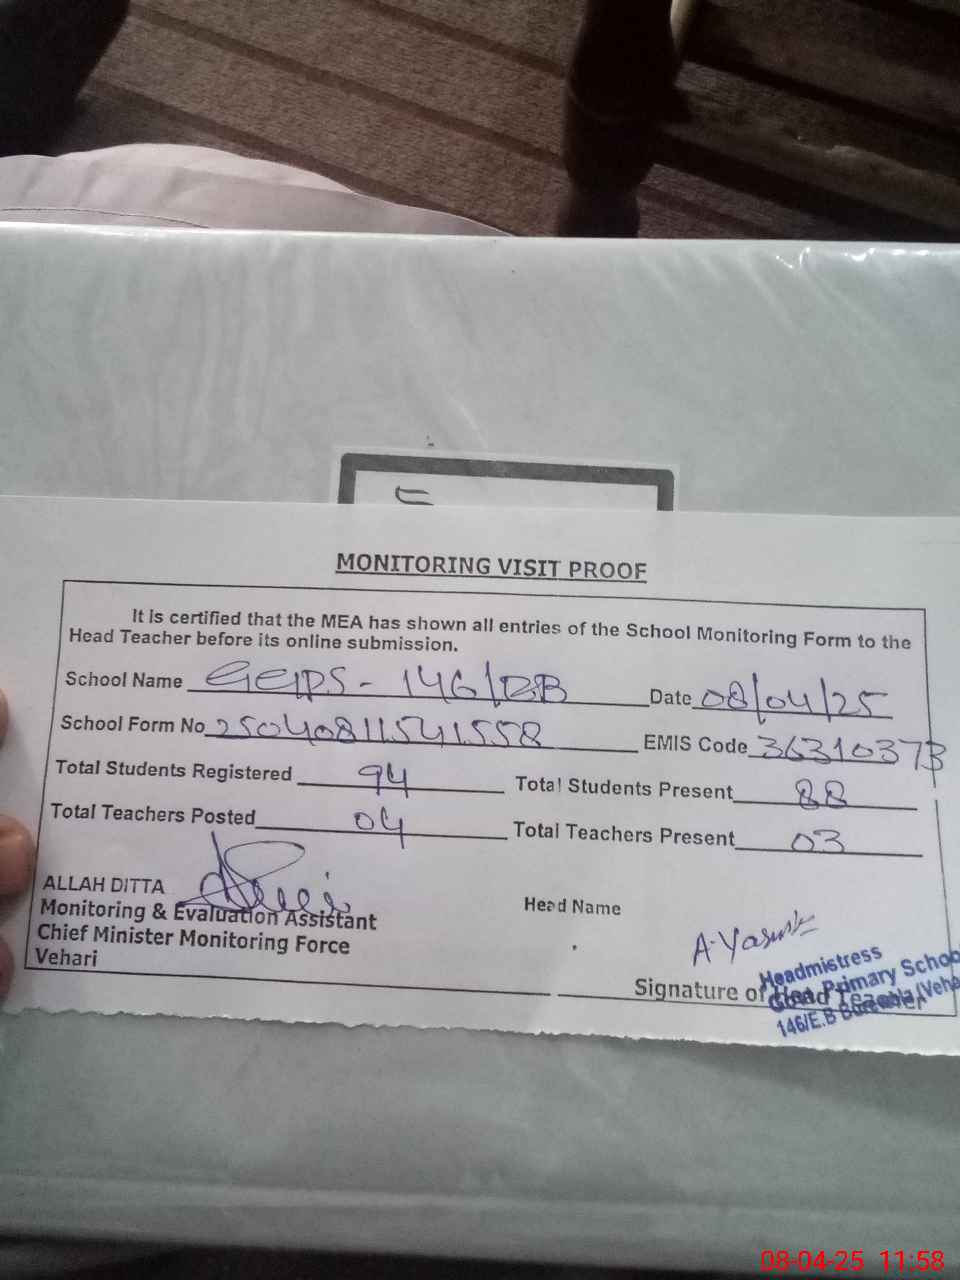 MONITORING VISIT PROOF
It is certified that the MEA has shown all entries of the School Monitoring Form to the
Head Teacher before its online submission.
School Name GGPS - 146/EB Date 08/04/25
School Form No 25040811541558 EMIS Code 36310373
Total Students Registered 94 Total Students Present 88
Total Teachers Posted 04 Total Teachers Present 03
ALLAH DITTA
Monitoring & Evaluation Assistant
Chief Minister Monitoring Force
Vehari
Head Name
A. Yasmin
Signature of Head Teacher
Headmistress
Primary School
146/E.B
08-04-25 11:58